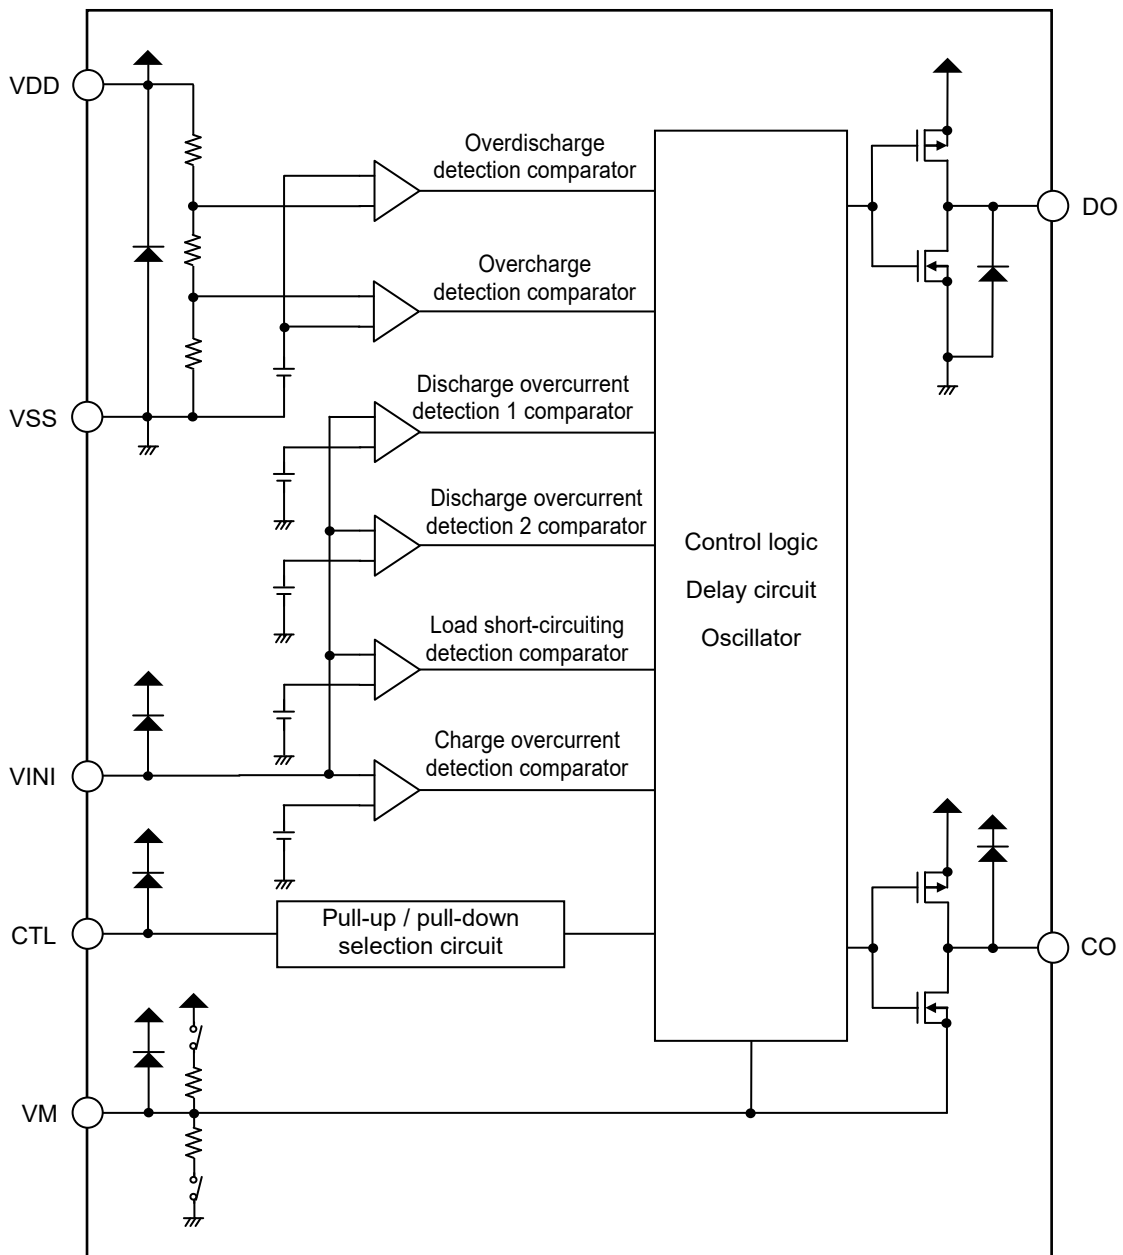 VDD
Overdischarge
detection comparator
DO
Overcharge
detection comparator
Discharge overcurrent
detection 1 comparator
VSS
Discharge overcurrent
detection 2 comparator
Control logic
Delay circuit
Oscillator
Load short-circuiting
detection comparator
Charge overcurrent
detection comparator
VINI
Pull-up / pull-down
selection circuit
CTL
CO
VM